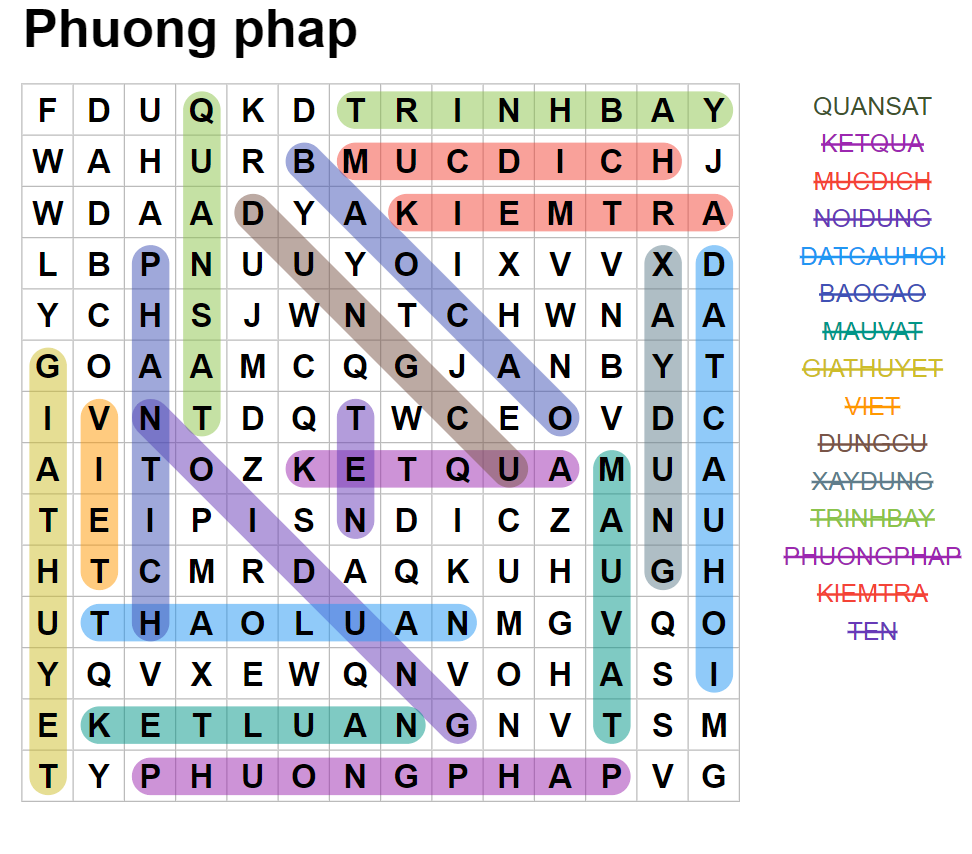 Phuong phap
F D U Q K D T R I N H B A Y
W A H U R B M U C D I C H J
W D A A D Y A K I E M T R A
L B P N U U Y O I X V V X D
Y C H S J W N T C H W N A A
G O A A M C Q G J A N B Y T
I V N T D Q T W C E O V D C
A I T O Z K E T Q U A M U A
T E I P I S N D I C Z A N U
H T C M R D A Q K U H U G H
U T H A O L U A N M G V Q O
Y Q V X E W Q N V O H A S I
E K E T L U A N G N V T S M
T Y P H U O N G P H A P V G
QUANSAT
KETQUA
MUCDICH
NOIDUNG
DATCAUHOI
BAOCAO
MAUVAT
GIATHUYET
VIET
DUNGCU
XAYDUNG
TRINHBAY
PHUONGPHAP
KIEMTRA
TEN